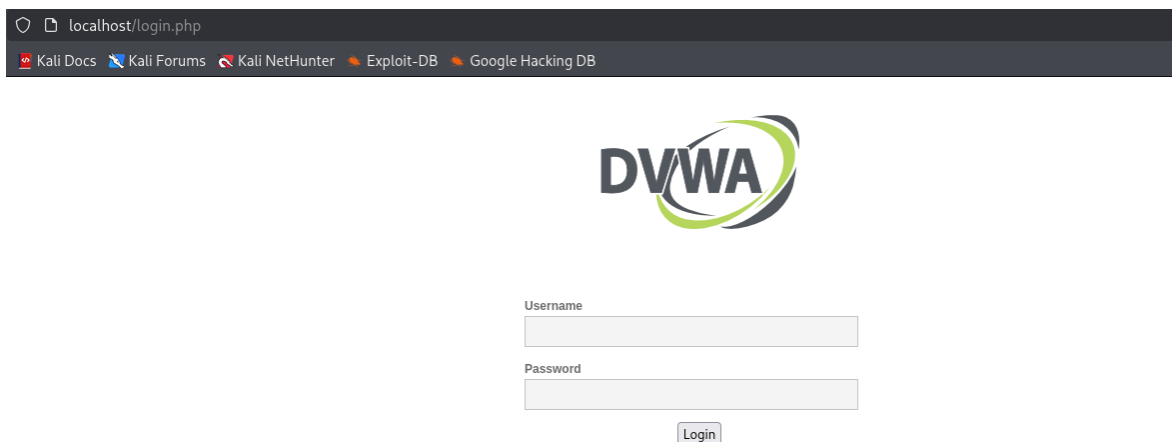 localhost/login.php
Kali Docs Kali Forums Kali NetHunter Exploit-DB Google Hacking DB
DVWA
Username
Password
Login